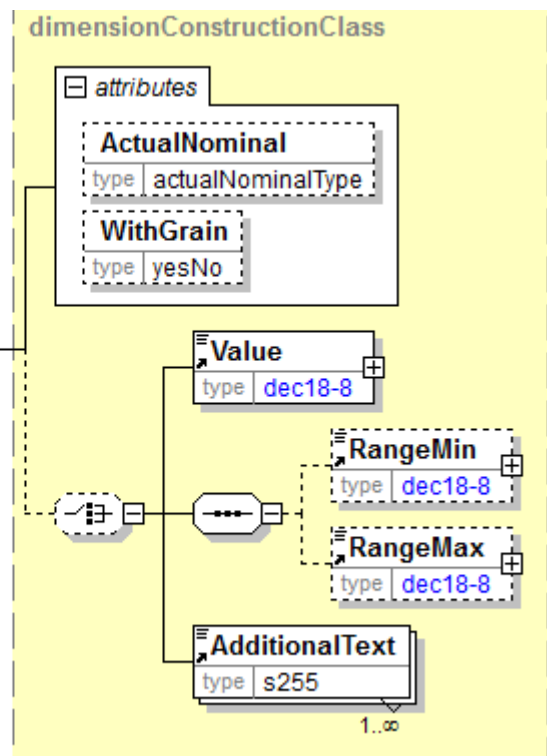 dimensionConstructionClass
attributes
ActualNominal
type actualNominalType
WithGrain
type yesNo
Value
type dec18-8
RangeMin
type dec18-8
RangeMax
type dec18-8
AdditionalText
type s255
1..∞